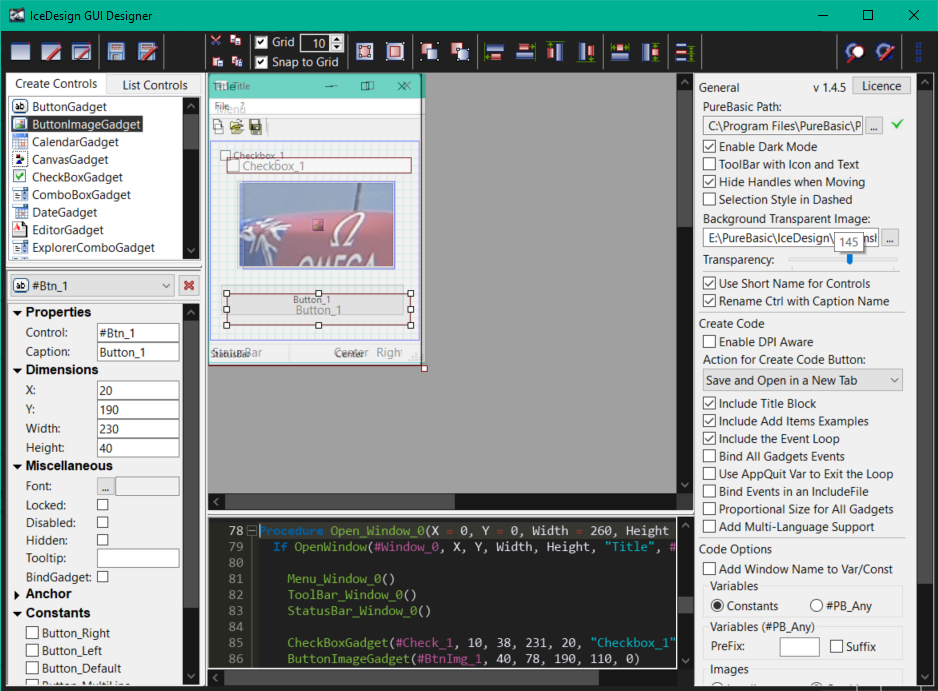 IceDesign GUI Designer
Grid 10
Snap to Grid
Create Controls
List Controls
ButtonGadget
ButtonImageGadget
CalendarGadget
CanvasGadget
CheckBoxGadget
ComboBoxGadget
DateGadget
EditorGadget
ExplorerComboGadget
#Btn_1
Properties
Control: #Btn_1
Caption: Button_1
Dimensions
X: 20
Y: 190
Width: 230
Height: 40
Miscellaneous
Font: ...
Locked:
Disabled:
Hidden:
Tooltip:
BindGadget:
Anchor
Constants
Button_Right
Button_Left
Button_Default
Button_MultiLine
Title
Title
File ?
Menu
Checkbox_1
Checkbox_1
OMEGA
Button_1
Button_1
StatusBar
StatusBar
Center
Center
Right
78 Procedure Open_Window_0(X = 0, Y = 0, Width = 260, Height
79 If OpenWindow(#Window_0, X, Y, Width, Height, "Title", #
80
81 Menu_Window_0()
82 ToolBar_Window_0()
83 StatusBar_Window_0()
84
85 CheckBoxGadget(#Check_1, 10, 38, 231, 20, "Checkbox_1"
86 ButtonImageGadget(#BtnImg_1, 40, 78, 190, 110, 0)
General v 1.4.5 Licence
PureBasic Path:
C:\Program Files\PureBasic\P ...
Enable Dark Mode
ToolBar with Icon and Text
Hide Handles when Moving
Selection Style in Dashed
Background Transparent Image:
E:\PureBasic\IceDesign\ ...
145
Transparency:
Use Short Name for Controls
Rename Ctrl with Caption Name
Create Code
Enable DPI Aware
Action for Create Code Button:
Save and Open in a New Tab
Include Title Block
Include Add Items Examples
Include the Event Loop
Bind All Gadgets Events
Use AppQuit Var to Exit the Loop
Bind Events in an IncludeFile
Proportional Size for All Gadgets
Add Multi-Language Support
Code Options
Add Window Name to Var/Const
Variables
Constants #PB_Any
Variables (#PB_Any)
PreFix: Suffix
Images